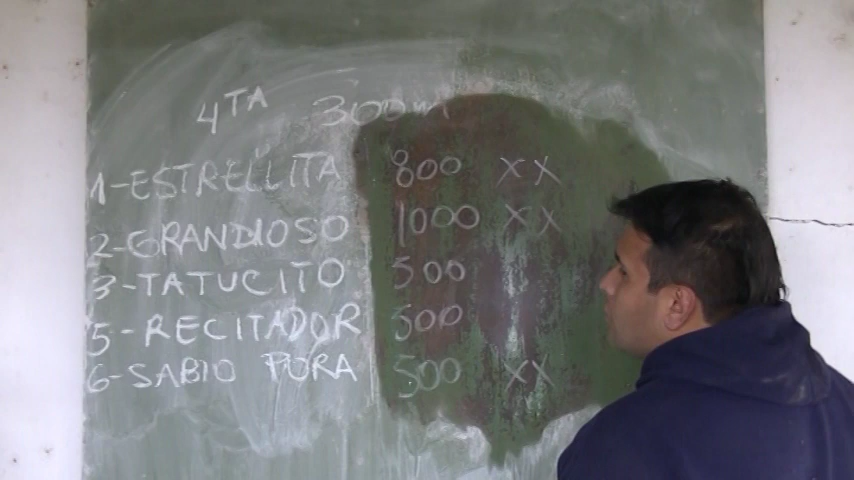 4TA 300m
1-ESTRELLITA 800 XX
2-GRANDIOSO 1000 XX
3-TATUCITO 500
5-RECITADOR 500
6-SABIO PORA 500 XX